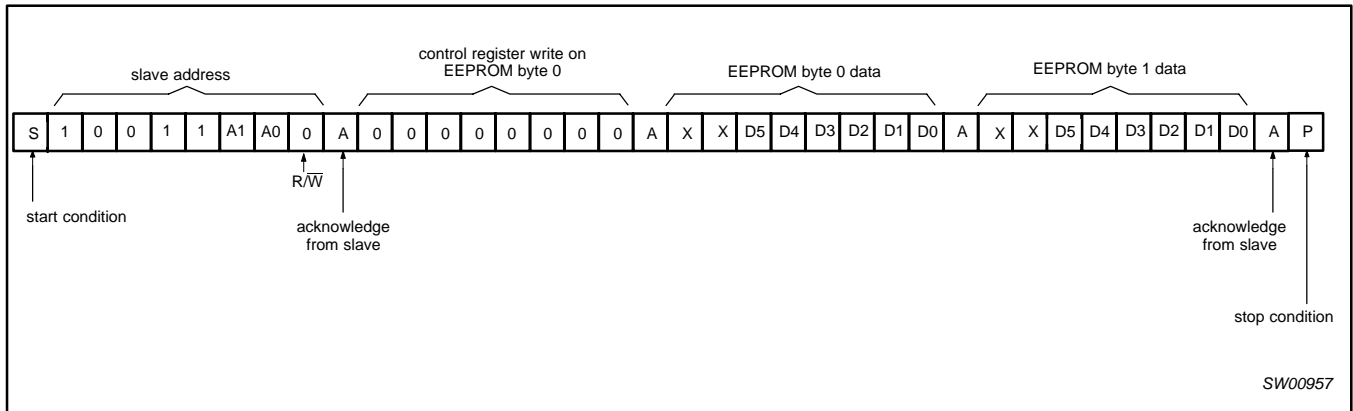 control register write on
EEPROM byte 0
slave address
EEPROM byte 0 data
EEPROM byte 1 data
S 1 0 0 1 1 A1 A0 0 A 0 0 0 0 0 0 0 0 A X X D5 D4 D3 D2 D1 D0 A X X D5 D4 D3 D2 D1 D0 A P
R/W̅
start condition
acknowledge
from slave
acknowledge
from slave
stop condition
SW00957